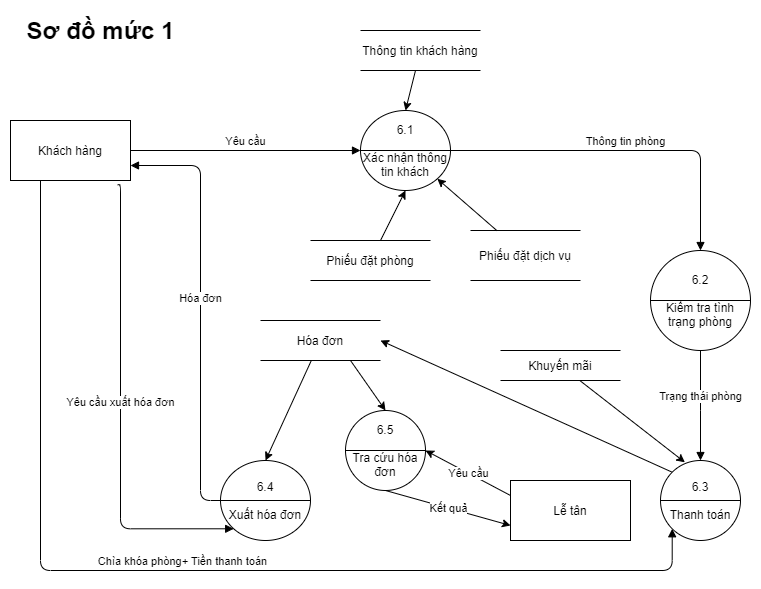 Sơ đồ mức 1
Thông tin khách hàng
6.1
Xác nhận thông
tin khách
Khách hàng
Yêu cầu
Thông tin phòng
Phiếu đặt phòng
Phiếu đặt dịch vụ
6.2
Kiểm tra tình
trạng phòng
Hóa đơn
Hóa đơn
Khuyến mãi
Trạng thái phòng
Yêu cầu xuất hóa đơn
6.5
Tra cứu hóa
đơn
Yêu cầu
Kết quả
Lễ tân
6.4
Xuất hóa đơn
6.3
Thanh toán
Chìa khóa phòng+ Tiền thanh toán